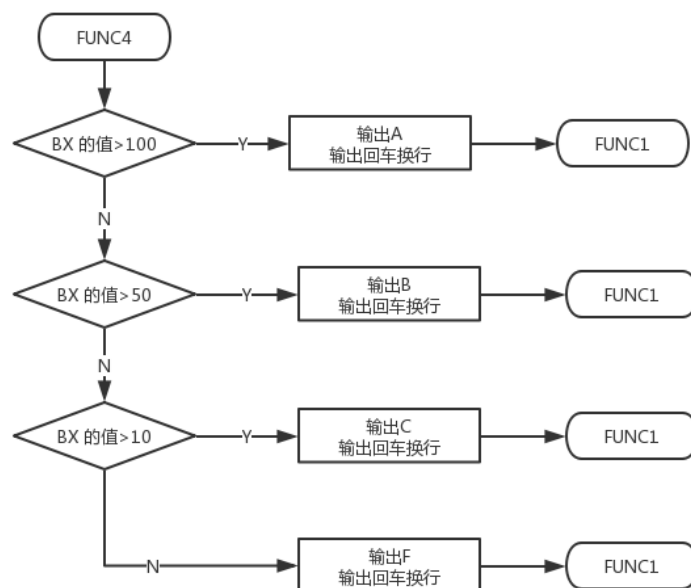 FUNC4
BX 的值>100
Y
输出A
输出回车换行
FUNC1
N
BX 的值>50
Y
输出B
输出回车换行
FUNC1
N
BX 的值>10
Y
输出C
输出回车换行
FUNC1
N
输出F
输出回车换行
FUNC1